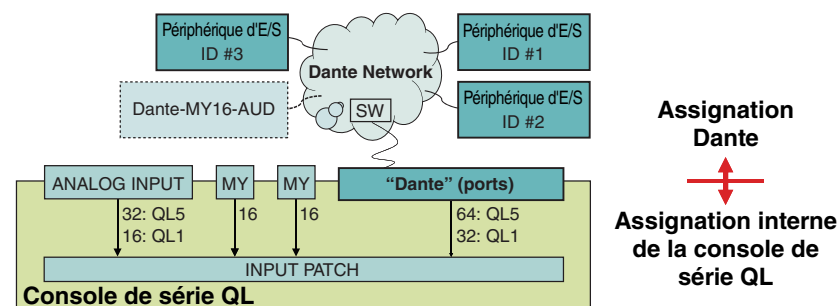 Périphérique d'E/S
ID #3
Dante Network
Périphérique d'E/S
ID #1
Dante-MY16-AUD
SW
Périphérique d'E/S
ID #2
Assignation
Dante
ANALOG INPUT
MY
MY
“Dante” (ports)
32: QL5
16: QL1
16
16
64: QL5
32: QL1
INPUT PATCH
Console de série QL
Assignation interne
de la console de
série QL